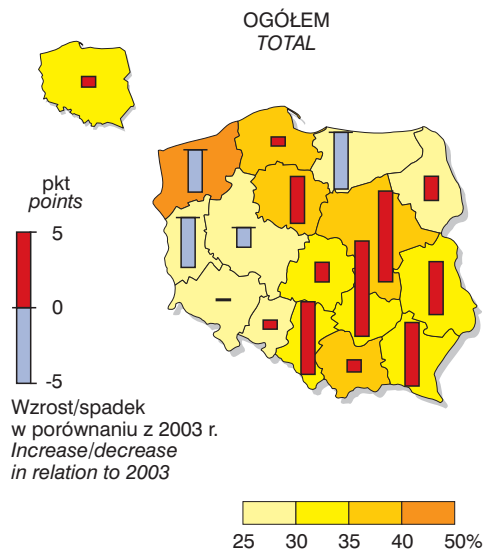 OGÓŁEM
TOTAL
pkt
points
5
0
-5
Wzrost/spadek
w porównaniu z 2003 r.
Increase/decrease
in relation to 2003
25 30 35 40 50%